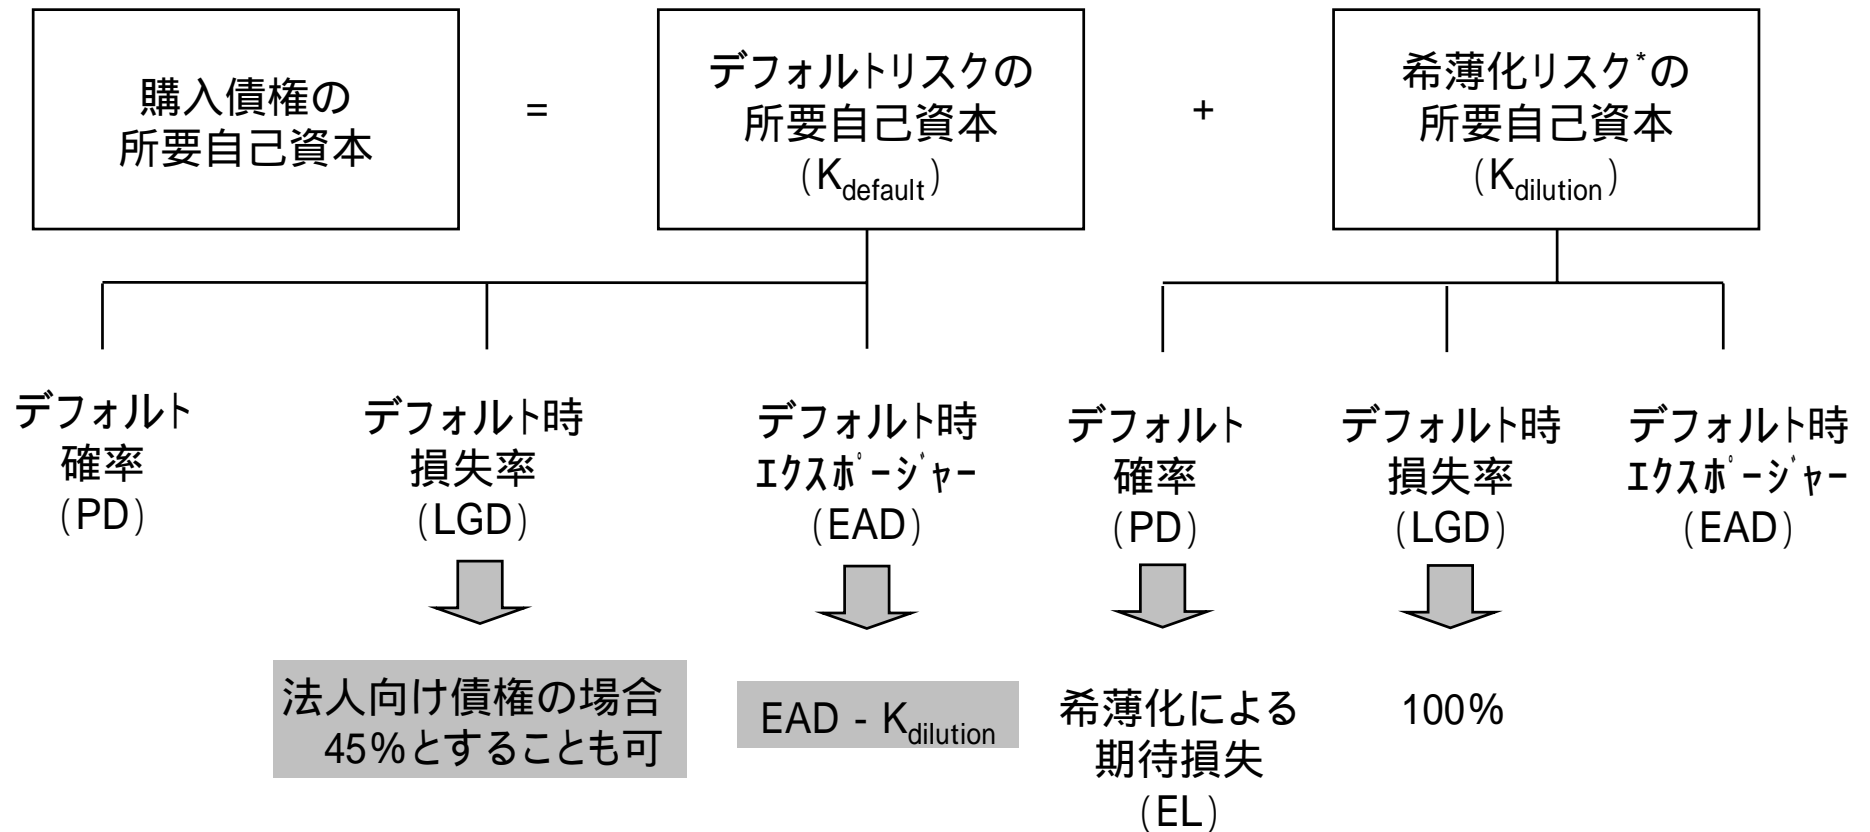 購入債権の
所要自己資本
=
デフォルトリスクの
所要自己資本
(Kdefault)
+
希薄化リスク*の
所要自己資本
(Kdilution)
デフォルト
確率
(PD)
デフォルト時
損失率
(LGD)
デフォルト時
エクスポージャー
(EAD)
デフォルト
確率
(PD)
デフォルト時
損失率
(LGD)
デフォルト時
エクスポージャー
(EAD)
法人向け債権の場合
45%とすることも可
EAD - Kdilution
希薄化による
期待損失
(EL)
100%